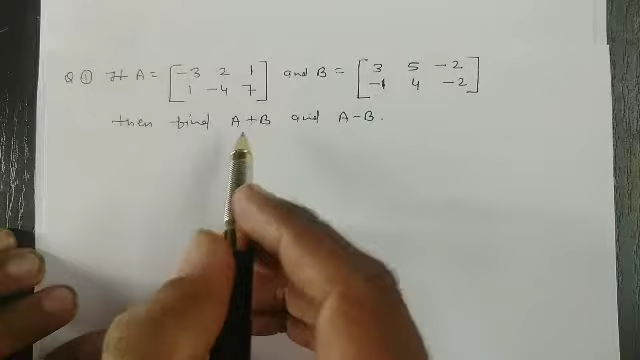 Q ① If A = [ -3 2 1 and B = [ 3 5 -2
1 -4 7 ] -1 4 -2 ]
then find A+B and A-B.